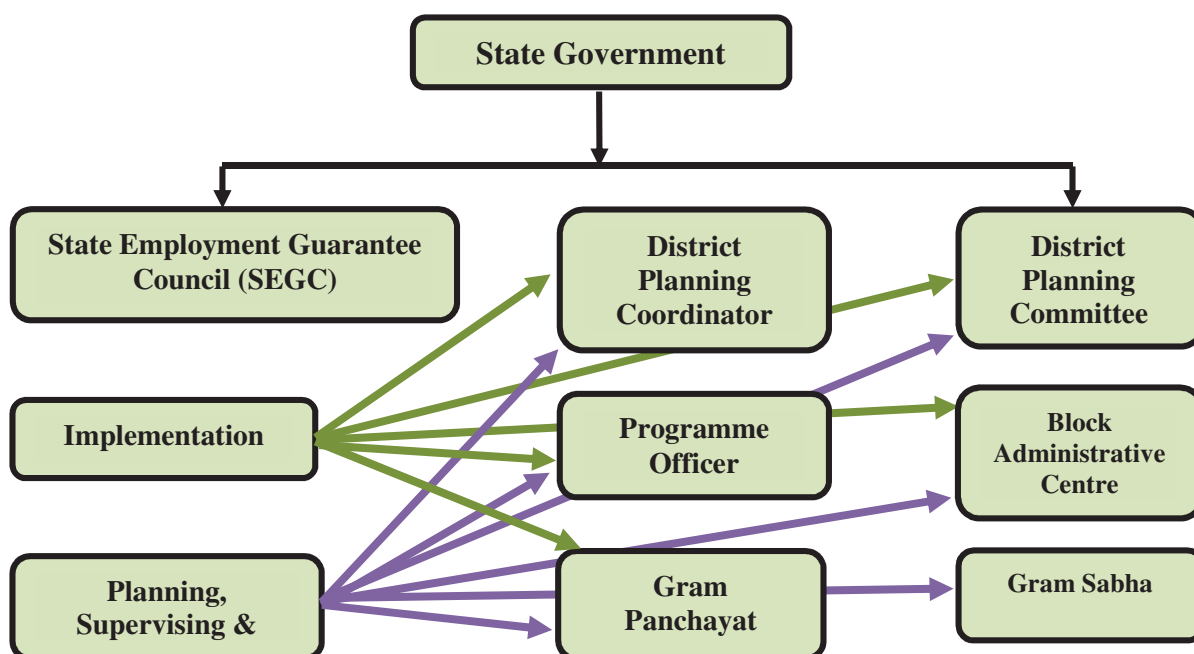 State Government
State Employment Guarantee
Council (SEGC)
District
Planning
Coordinator
District
Planning
Committee
Implementation
Programme
Officer
Block
Administrative
Centre
Planning,
Supervising &
Gram
Panchayat
Gram Sabha